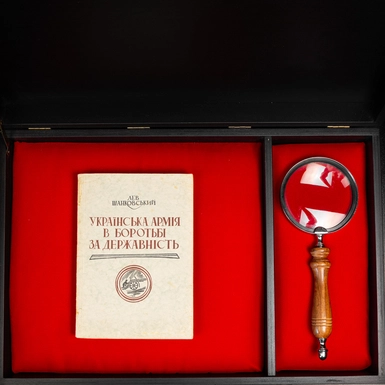 ЛЕВ
ШАНКОВСЬКИЙ
УКРАЇНСЬКА АРМІЯ
В БОРОТЬБІ
ЗА ДЕРЖАВНІСТЬ